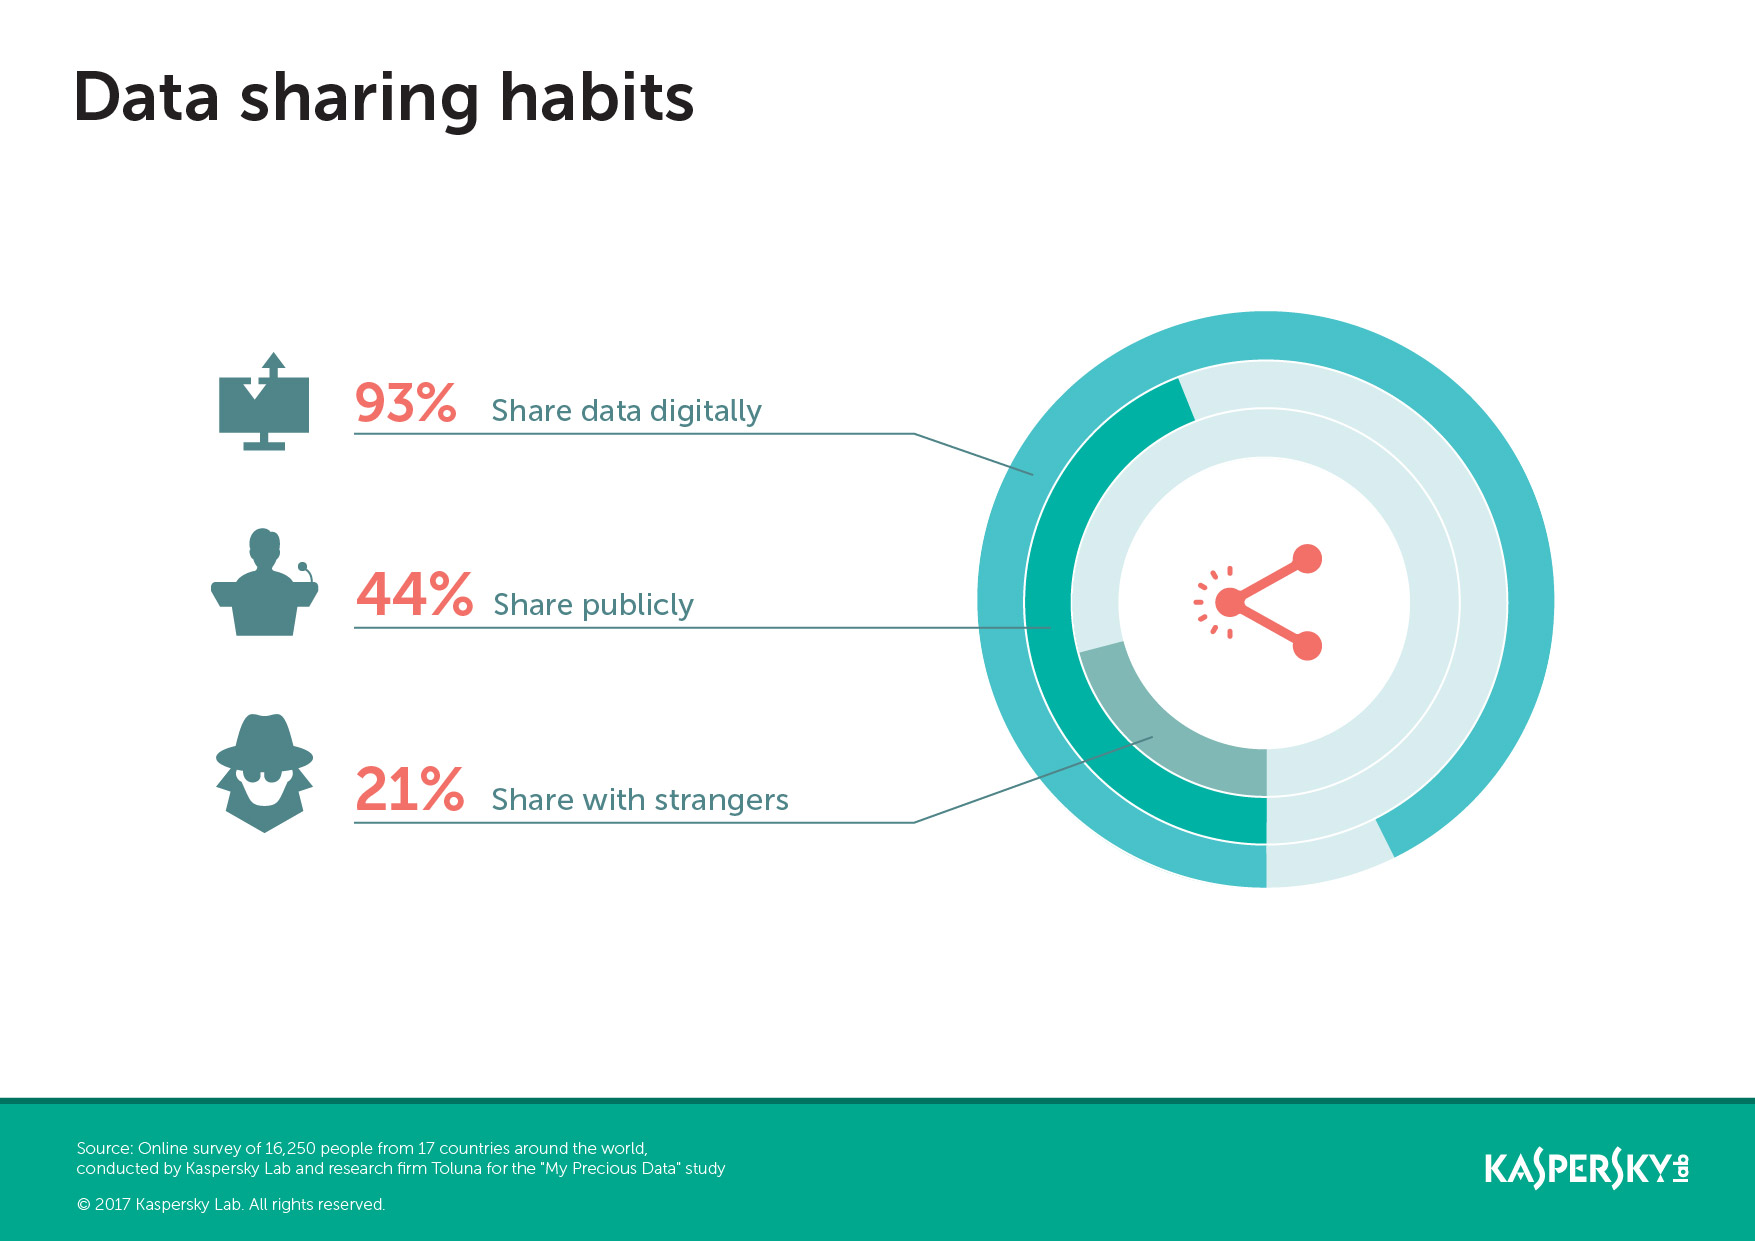 Data sharing habits
93% Share data digitally
44% Share publicly
21% Share with strangers
Source: Online survey of 16,250 people from 17 countries around the world,
conducted by Kaspersky Lab and research firm Toluna for the "My Precious Data" study
© 2017 Kaspersky Lab. All rights reserved.
KASPERSKY lab